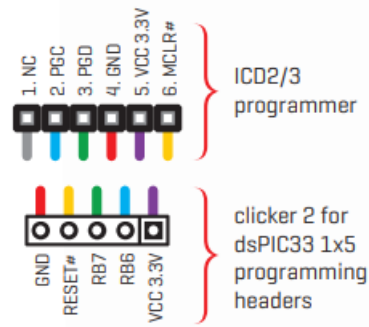 1. NC
2. PGC
3. PGD
4. GND
5. VCC 3.3V
6. MCLR#
ICD2/3
programmer
GND
RESET#
RB7
RB6
VCC 3.3V
clicker 2 for
dsPIC33 1x5
programming
headers